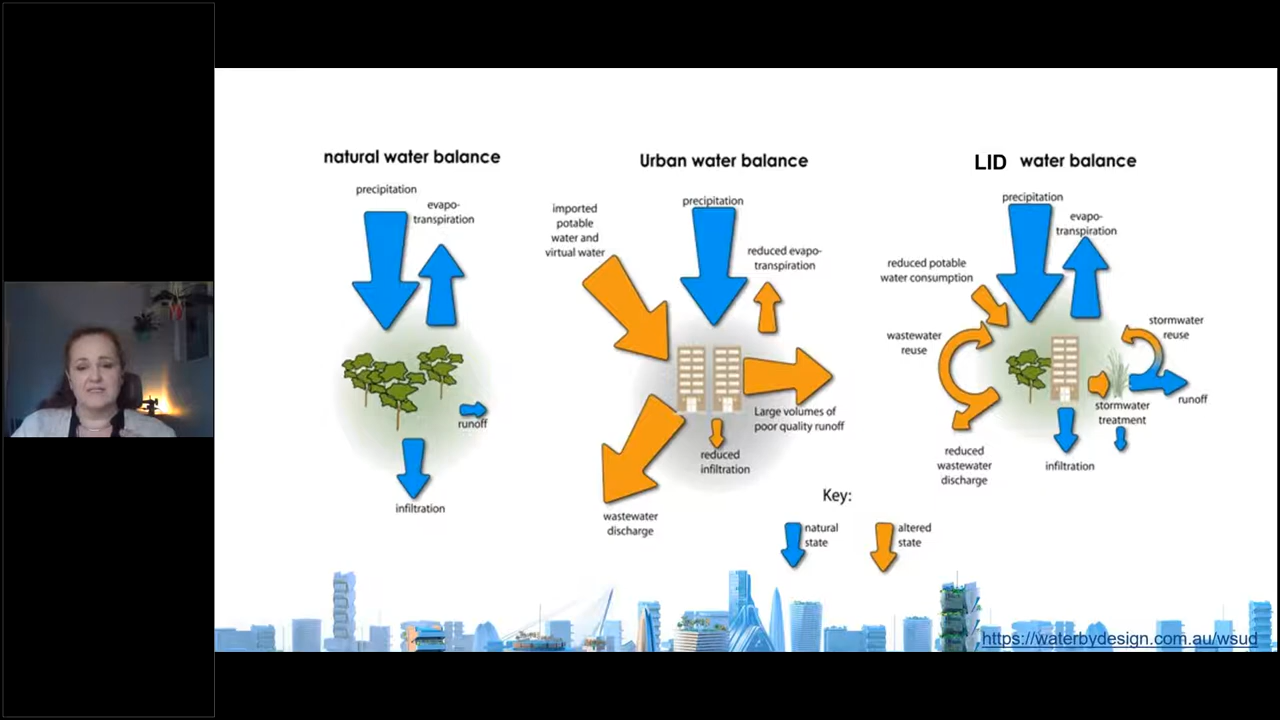 natural water balance
precipitation
evapo-
transpiration
runoff
infiltration
Urban water balance
imported
potable
water and
virtual water
precipitation
reduced evapo-
transpiration
Large volumes of
poor quality runoff
reduced
infiltration
wastewater
discharge
LID water balance
precipitation
evapo-
transpiration
reduced potable
water consumption
wastewater
reuse
stormwater
reuse
runoff
stormwater
treatment
infiltration
reduced
wastewater
discharge
Key:
natural
state
altered
state
https://waterbydesign.com.au/wsud